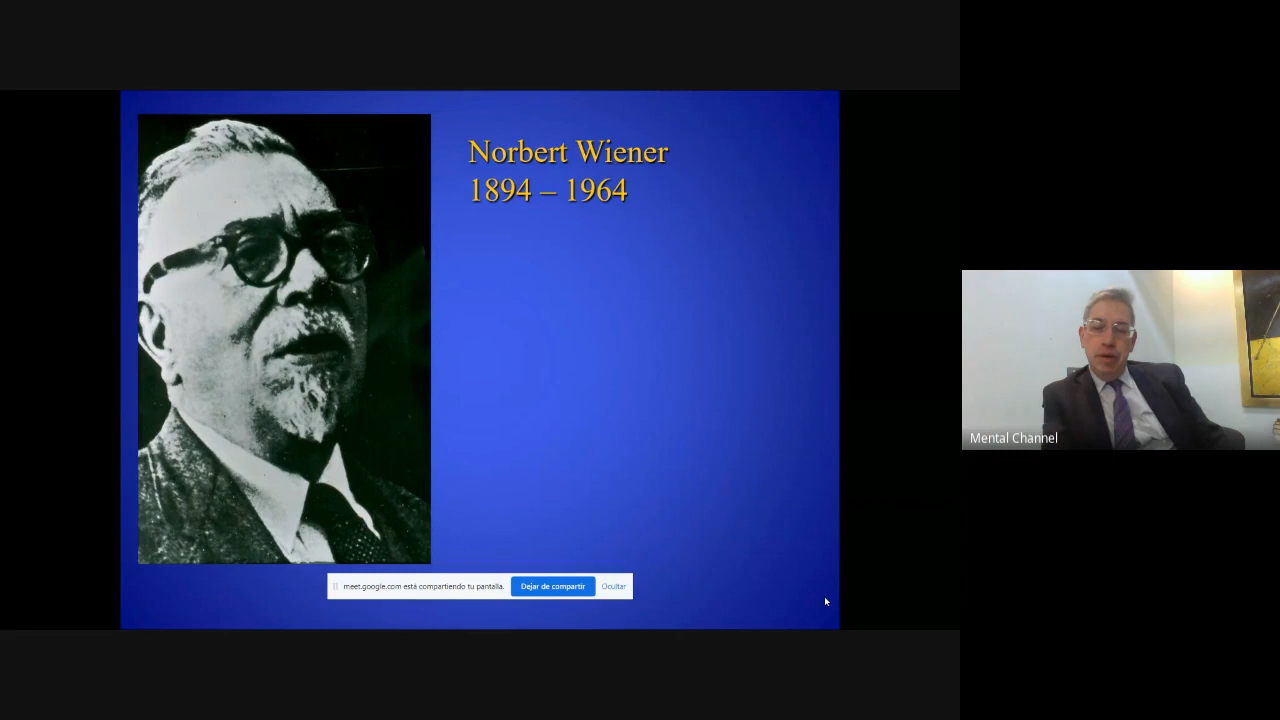 Norbert Wiener
1894 – 1964
meet.google.com está compartiendo tu pantalla. Dejar de compartir Ocultar
Mental Channel